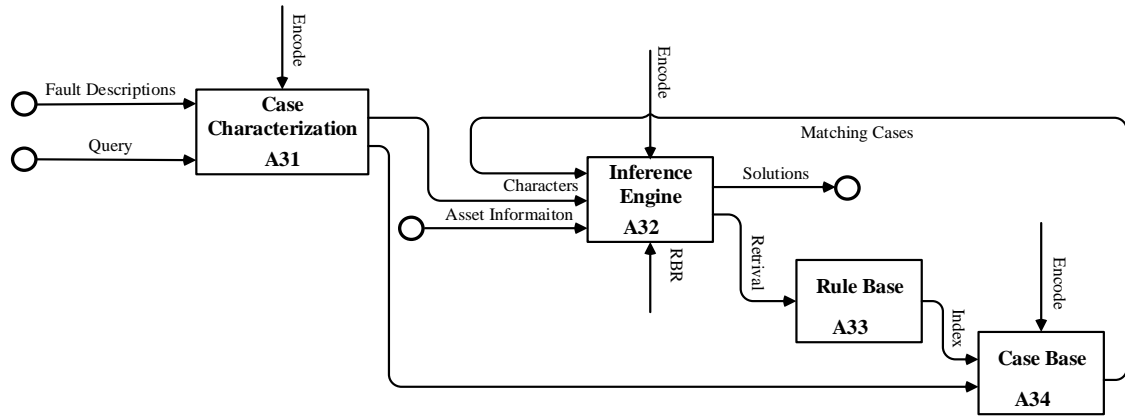 Encode
Fault Descriptions
Query
Case
Characterization
A31
Encode
Matching Cases
Characters
Asset Informaiton
Inference
Engine
A32
Solutions
RBR
Retrival
Rule Base
A33
Index
Encode
Case Base
A34